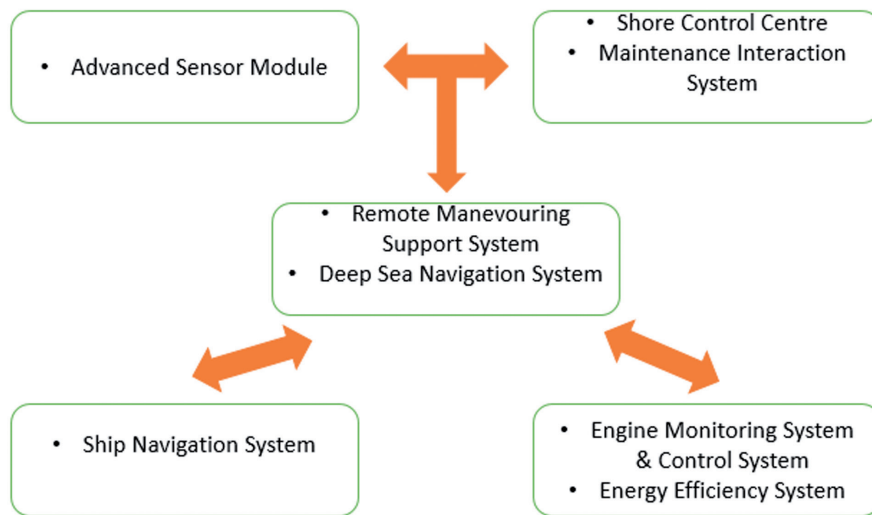 • Advanced Sensor Module
• Shore Control Centre
• Maintenance Interaction
System
• Remote Manevouring
Support System
• Deep Sea Navigation System
• Ship Navigation System
• Engine Monitoring System
& Control System
• Energy Efficiency System